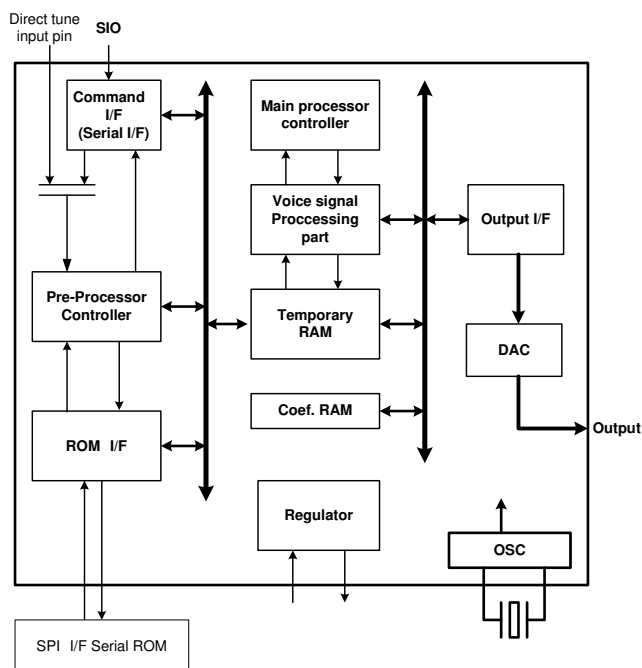 Direct tune
input pin
SIO
Command
I/F
(Serial I/F)
Main processor
controller
Voice signal
Proccessing
part
Output I/F
Pre-Processor
Controller
Temporary
RAM
DAC
Coef. RAM
Output
ROM I/F
Regulator
OSC
SPI I/F Serial ROM